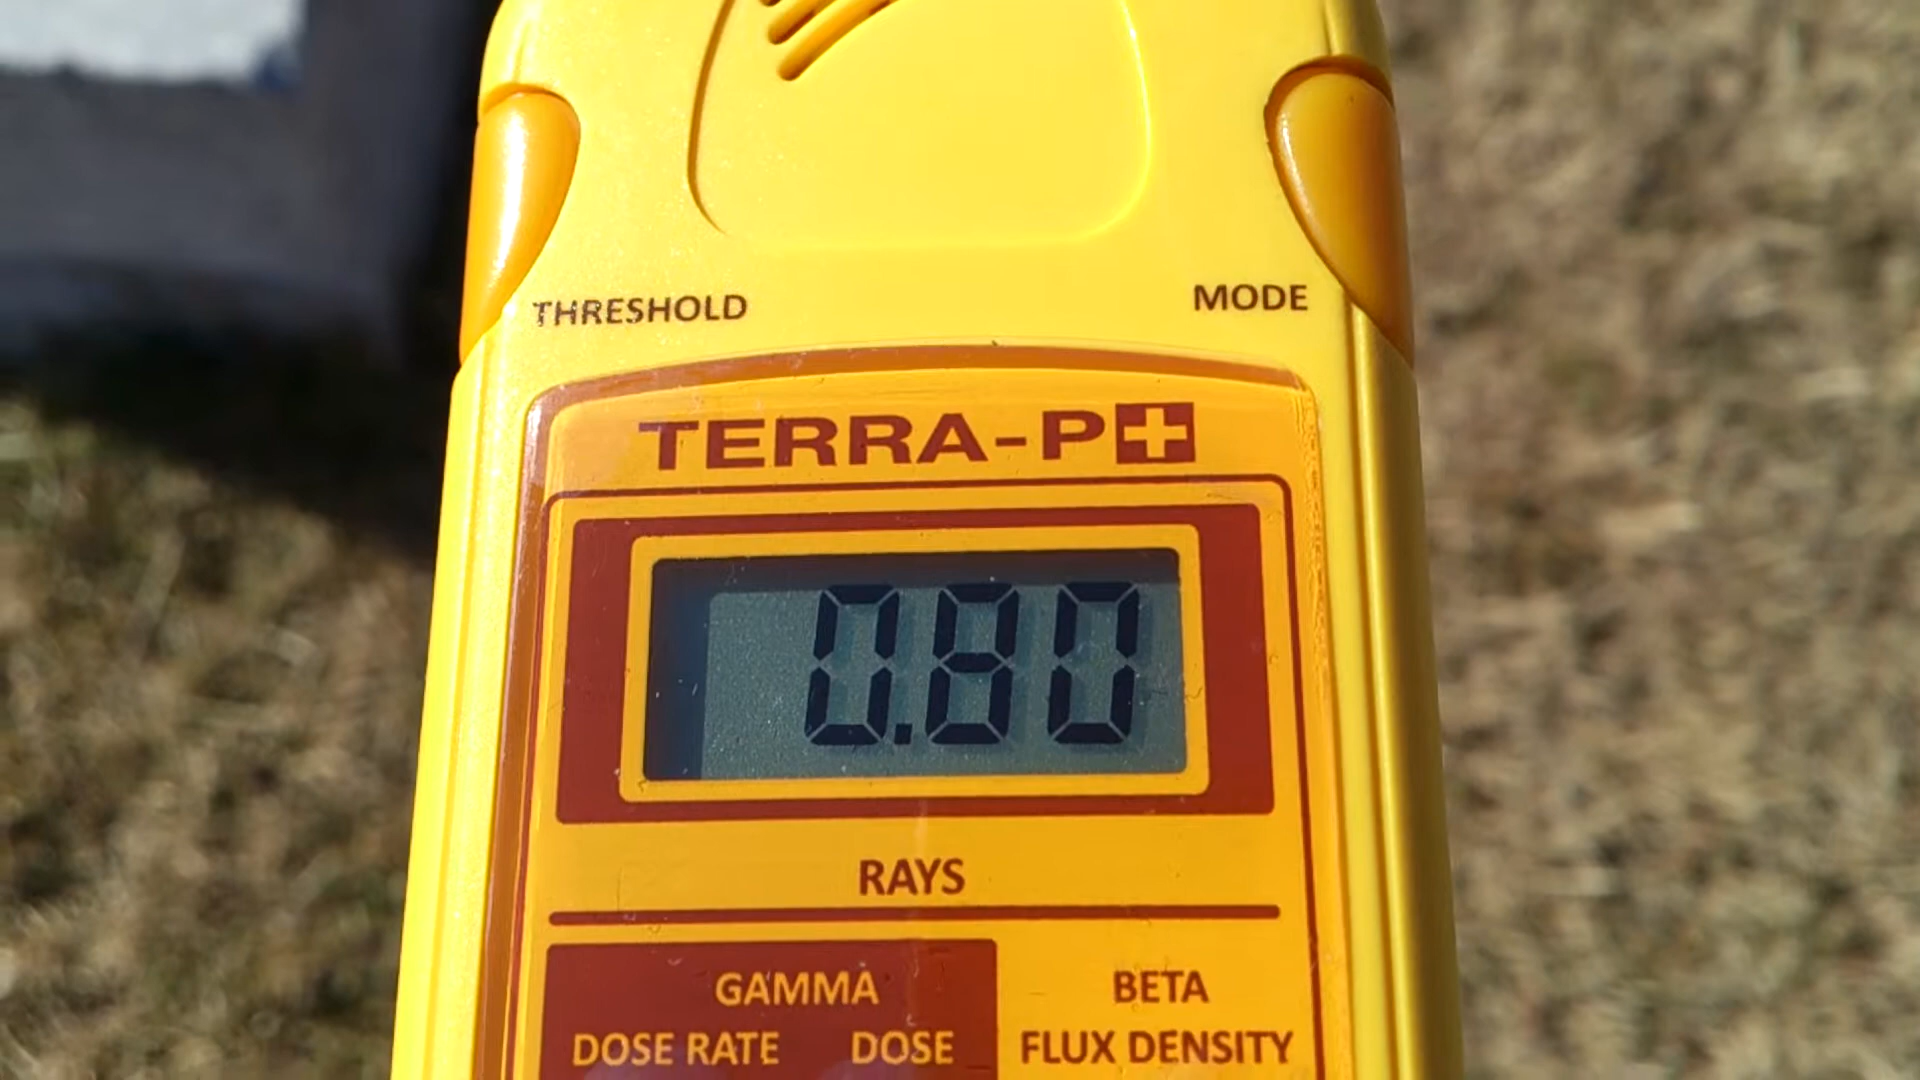 THRESHOLD MODE
TERRA-P+
0.80
RAYS
GAMMA BETA
DOSE RATE DOSE FLUX DENSITY